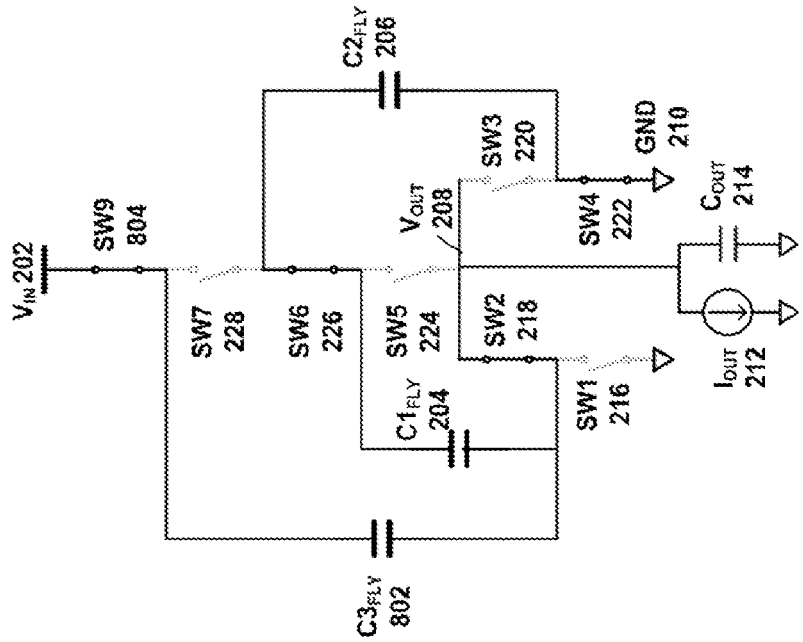 V_IN 202
SW9
804
C2_FLY
206
SW7
228
SW6
226
V_OUT
208
SW3
220
GND
210
SW5
224
SW2
218
SW4
222
C_OUT
214
C1_FLY
204
SW1
216
I_OUT
212
C3_FLY
802